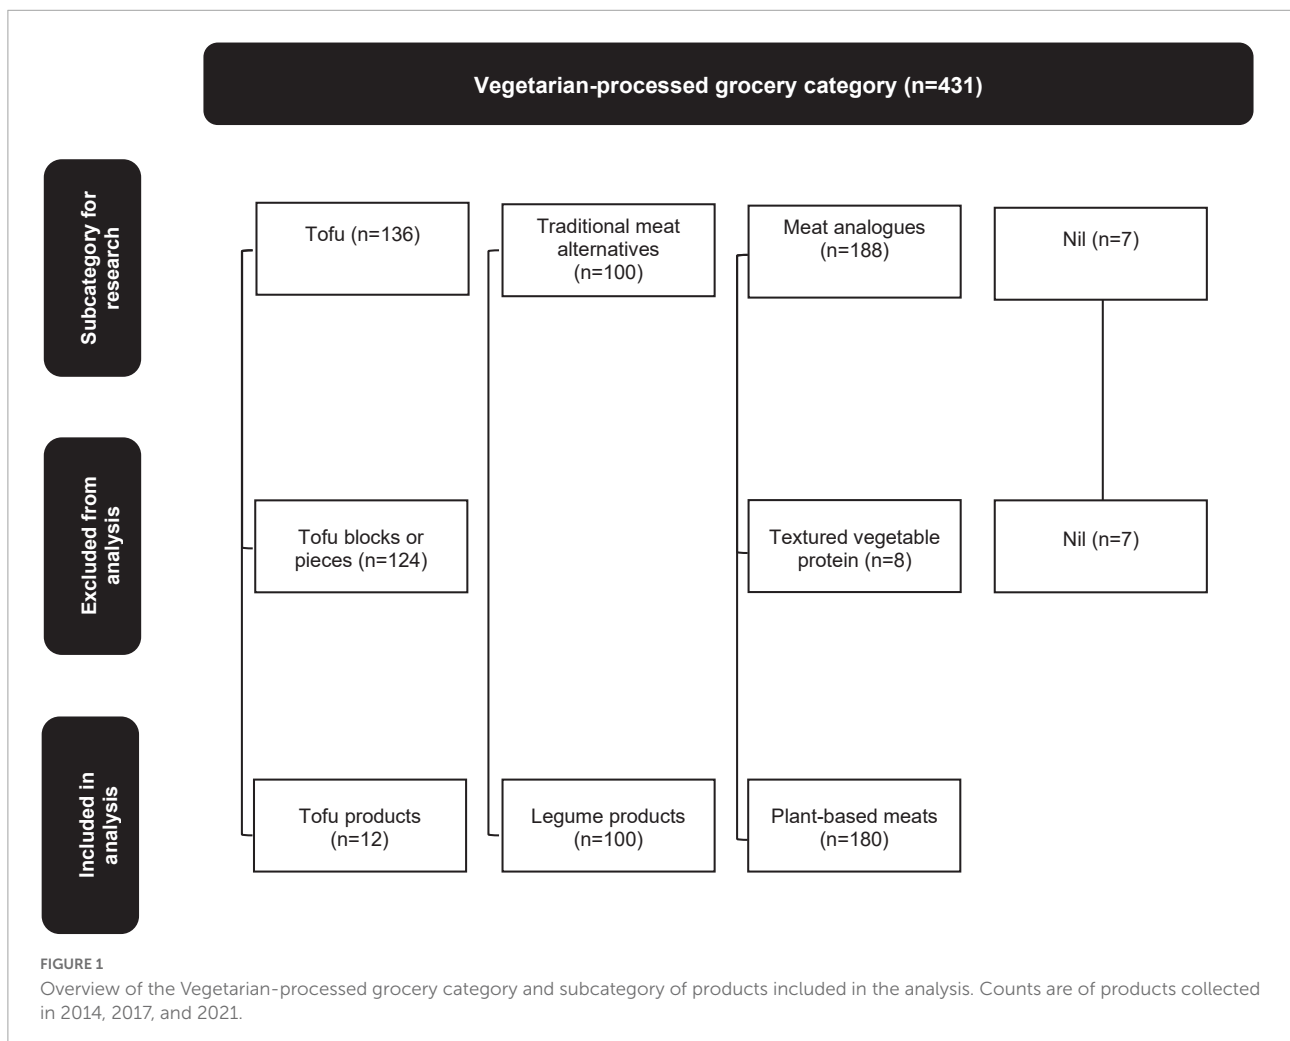 Vegetarian-processed grocery category (n=431)
Subcategory for
research
Tofu (n=136)
Traditional meat
alternatives
(n=100)
Meat analogues
(n=188)
Nil (n=7)
Excluded from
analysis
Tofu blocks or
pieces (n=124)
Textured vegetable
protein (n=8)
Nil (n=7)
Included in
analysis
Tofu products
(n=12)
Legume products
(n=100)
Plant-based meats
(n=180)
FIGURE 1
Overview of the Vegetarian-processed grocery category and subcategory of products included in the analysis. Counts are of products collected
in 2014, 2017, and 2021.